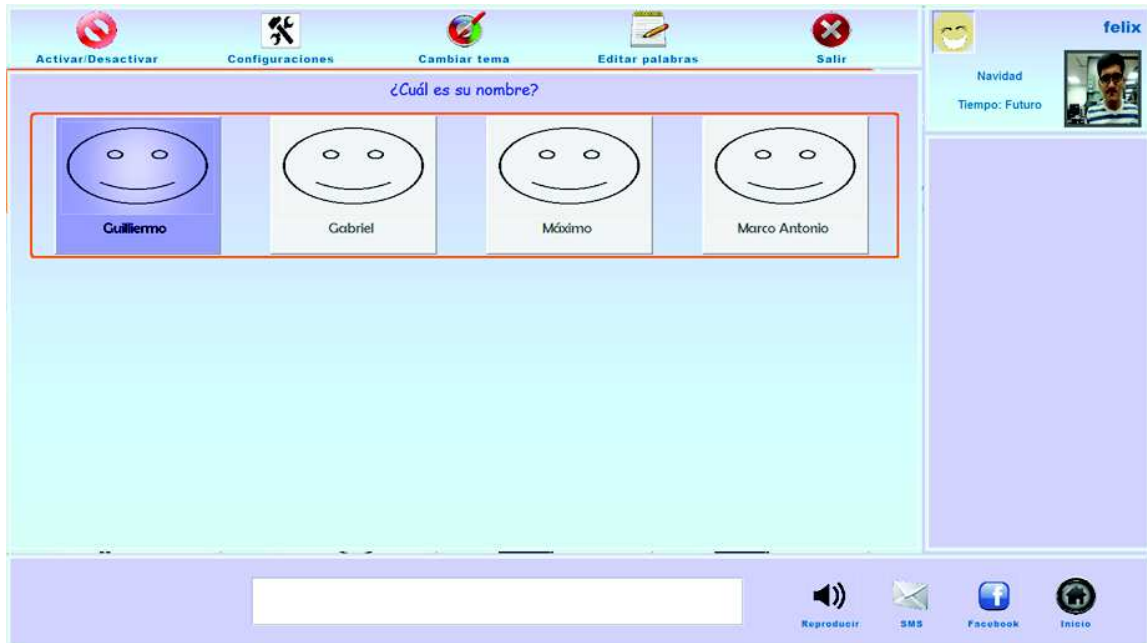 Activar/Desactivar
Configuraciones
Cambiar tema
Editar palabras
Salir
felix
Navidad
Tiempo: Futuro
¿Cuál es su nombre?
Guilliermo
Gabriel
Máximo
Marco Antonio
Reproducir
SMS
Facebook
Inicio